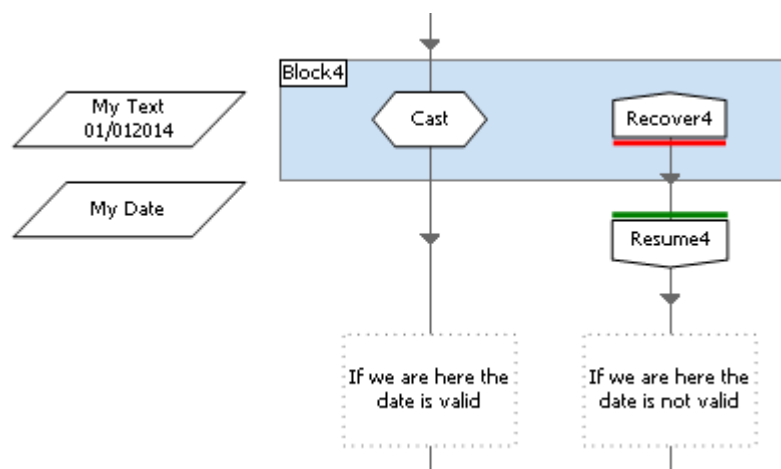 Block4
My Text
01/012014
Cast
Recover4
My Date
Resume4
If we are here the
date is valid
If we are here the
date is not valid